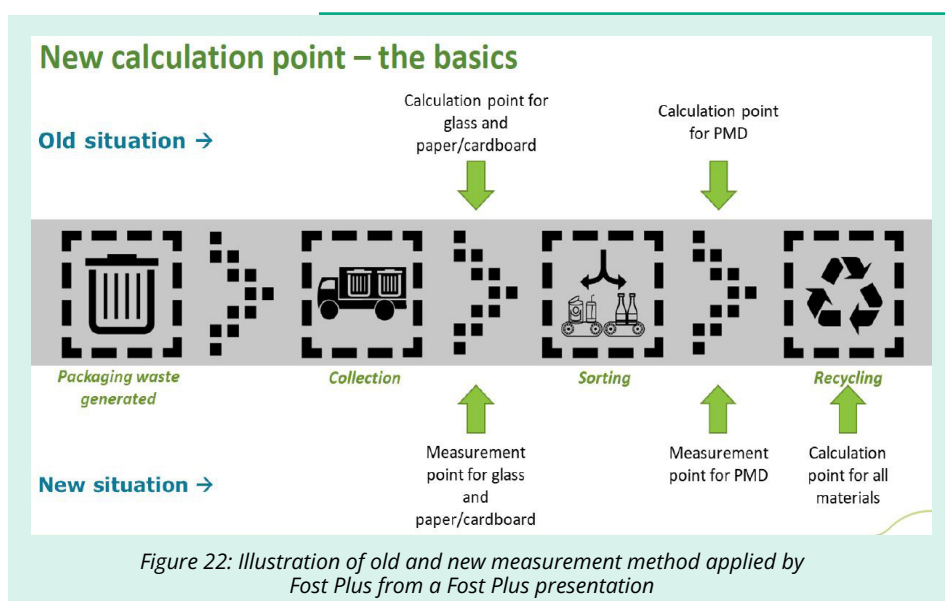 New calculation point – the basics
Old situation →
Calculation point for
glass and
paper/cardboard
Calculation point
for PMD
Packaging waste
generated
Collection
Sorting
Recycling
New situation →
Measurement
point for glass
and
paper/cardboard
Measurement
point for PMD
Calculation
point for all
materials
Figure 22: Illustration of old and new measurement method applied by
Fost Plus from a Fost Plus presentation